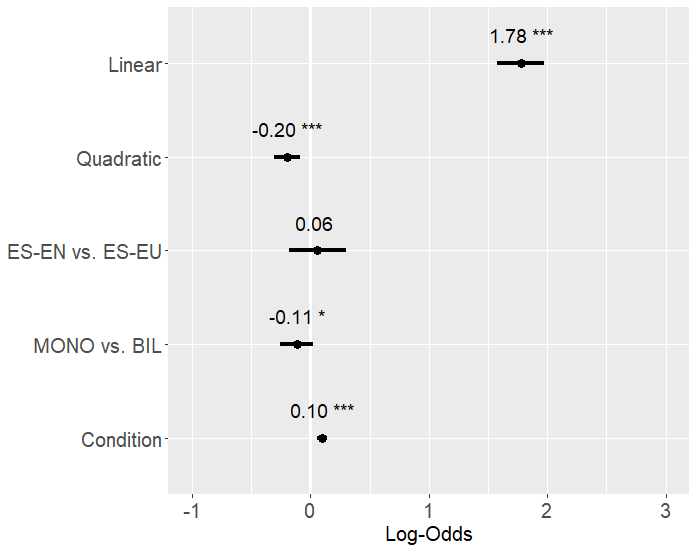 1.78 ***
Linear
-0.20 ***
Quadratic
0.06
ES-EN vs. ES-EU
-0.11 *
MONO vs. BIL
0.10 ***
Condition
-1 0 1 2 3
Log-Odds